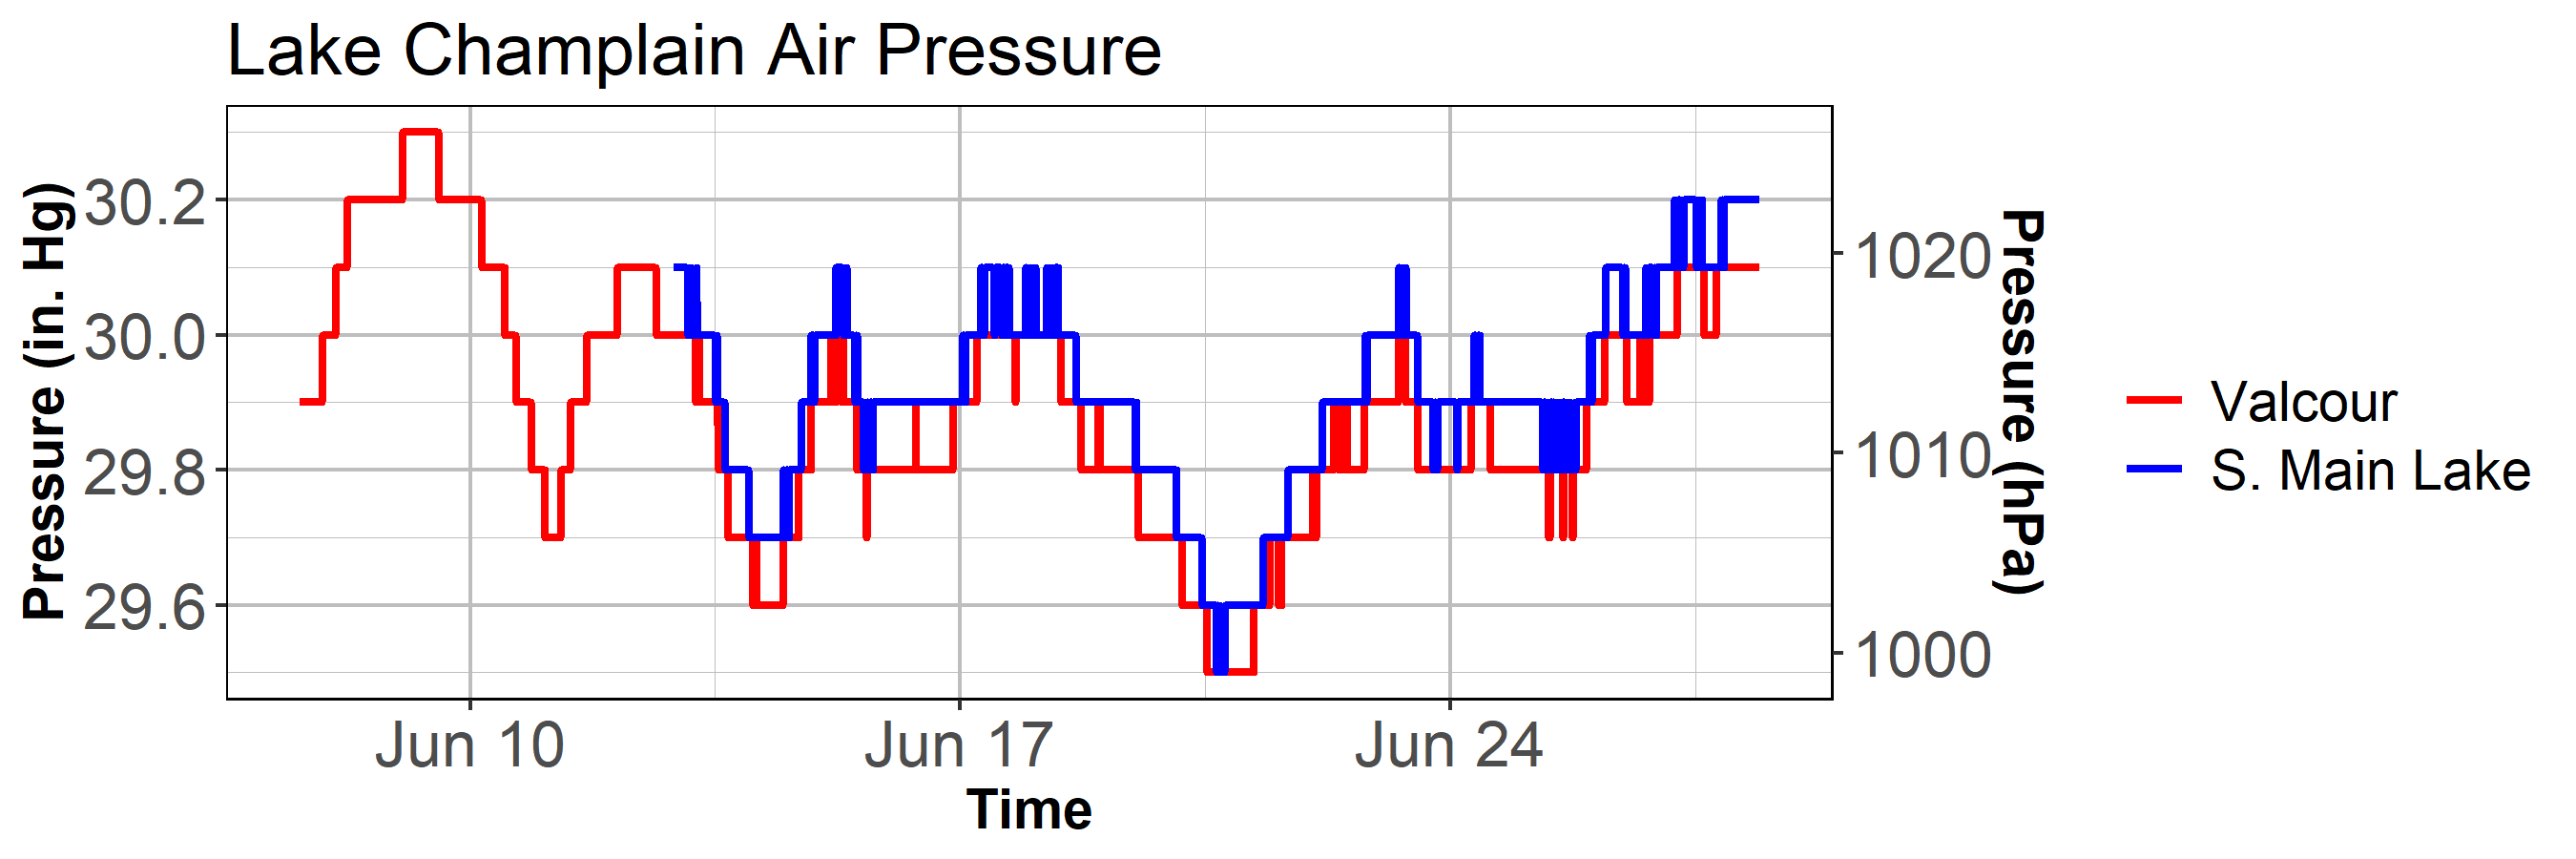 Lake Champlain Air Pressure
Pressure (in. Hg)
30.2
30.0
29.8
29.6
1020
1010
1000
Pressure (hPa)
Jun 10
Jun 17
Jun 24
Time
Valcour
S. Main Lake